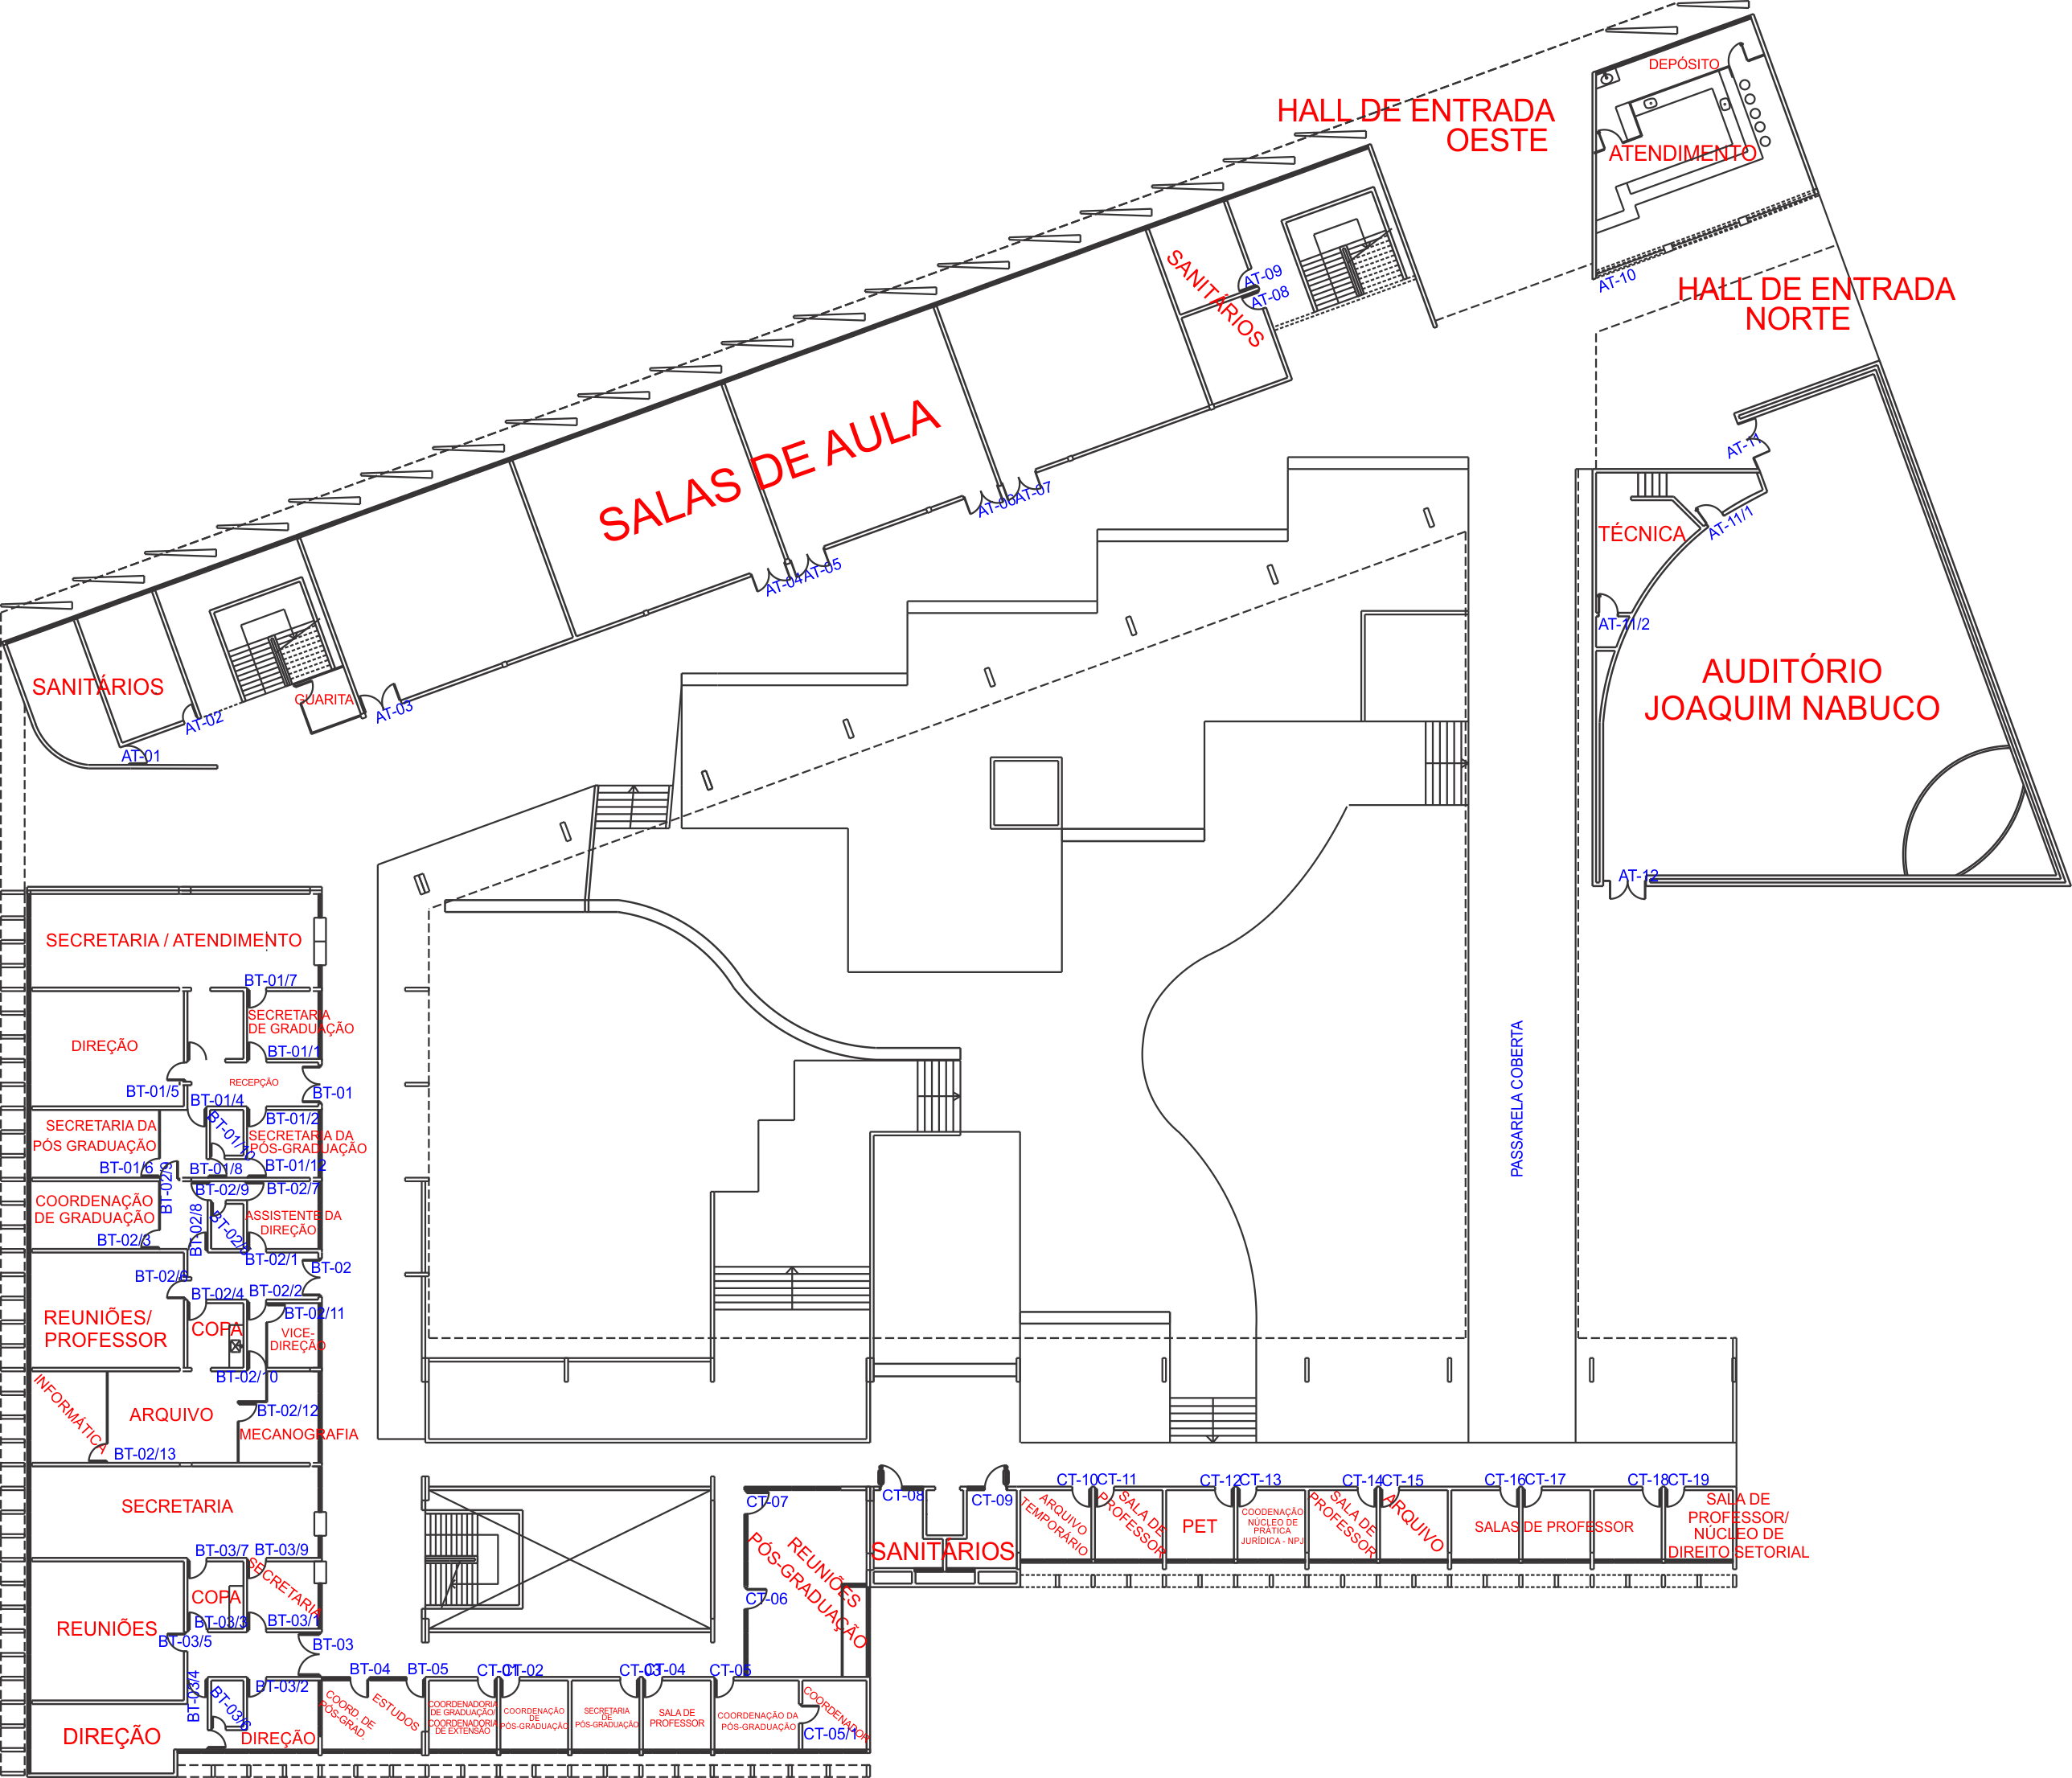 DEPÓSITO
HALL DE ENTRADA
OESTE
ATENDIMENTO
AT-10
HALL DE ENTRADA
NORTE
SANITÁRIOS
AT-09
AT-08
SALAS DE AULA
AT-06
AT-07
AT-04
AT-05
AT-11
TÉCNICA
AT-11/1
AT-11/2
AUDITÓRIO
JOAQUIM NABUCO
AT-12
SANITÁRIOS
AT-02
AT-01
GUARITA
AT-03
PASSARELA COBERTA
SECRETARIA / ATENDIMENTO
BT-01/7
SECRETARIA
DE GRADUAÇÃO
DIREÇÃO
BT-01/1
RECEPÇÃO
BT-01/5
BT-01/4
BT-01
BT-01/2
SECRETARIA DA
PÓS GRADUAÇÃO
SECRETARIA DA
PÓS-GRADUAÇÃO
BT-01/6
BT-01/8
BT-01/12
BT-02/9
BT-02/9
BT-02/7
COORDENAÇÃO
DE GRADUAÇÃO
BT-02/8
ASSISTENTE DA
DIREÇÃO
BT-02/3
BT-02/1
BT-02
BT-02/6
BT-02/4
BT-02/2
BT-02/11
REUNIÕES/
PROFESSOR
COPA
VICE-
DIREÇÃO
BT-02/10
INFORMÁTICA
ARQUIVO
BT-02/12
MECANOGRAFIA
BT-02/13
SECRETARIA
BT-03/7
BT-03/9
SECRETARIA
COPA
REUNIÕES
BT-03/3
BT-03/1
BT-03/5
BT-03
BT-03/4
BT-03/2
BT-03/6
DIREÇÃO
DIREÇÃO
BT-04
BT-05
COORD. DE
PÓS-GRAD.
ESTUDOS
CT-01
CT-02
CT-03
CT-04
CT-05
COORDENADORIA
DE GRADUAÇÃO/
COORDENADORIA
DE EXTENSÃO
COORDENAÇÃO
DE
PÓS-GRADUAÇÃO
SECRETARIA
DE
PÓS-GRADUAÇÃO
SALA DE
PROFESSOR
COORDENAÇÃO DA
PÓS-GRADUAÇÃO
COORDENADOR
CT-05/1
CT-07
REUNIÕES
PÓS-GRADUAÇÃO
CT-06
CT-08
CT-09
SANITÁRIOS
CT-10
CT-11
CT-12
CT-13
CT-14
CT-15
CT-16
CT-17
CT-18
CT-19
ARQUIVO
TEMPORÁRIO
SALA DE
PROFESSOR
PET
COODENAÇÃO
NÚCLEO DE
PRÁTICA
JURÍDICA - NPJ
SALA DE
PROFESSOR
ARQUIVO
SALAS DE PROFESSOR
SALA DE
PROFESSOR/
NÚCLEO DE
DIREITO SETORIAL